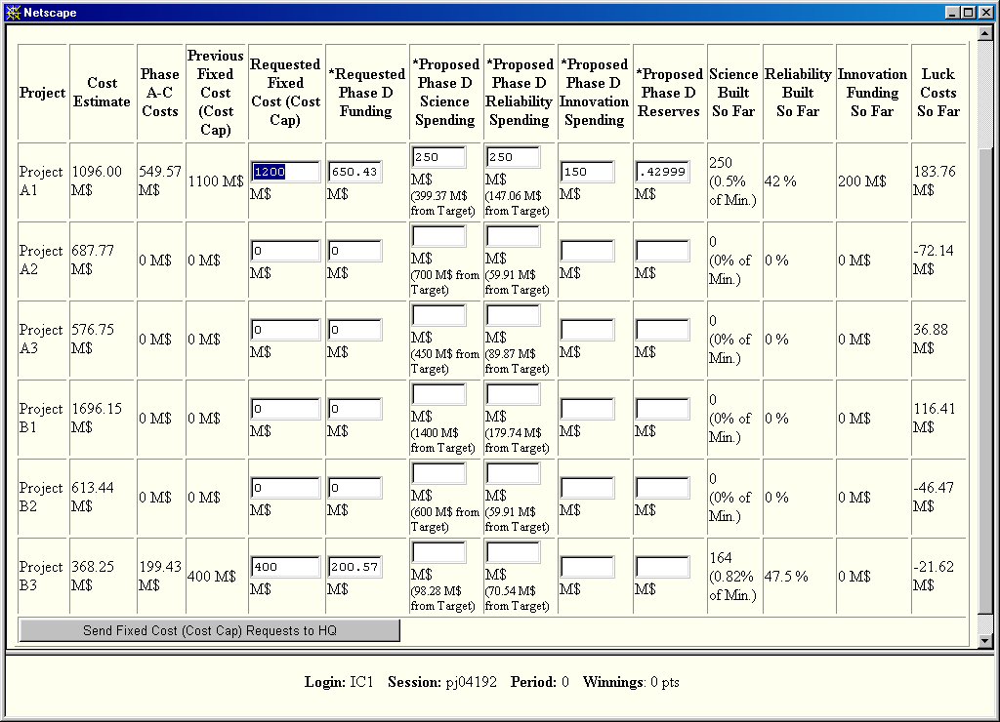 Netscape
Project
Cost
Estimate
Phase
A-C
Costs
Previous
Fixed
Cost
(Cost
Cap)
Requested
Fixed
Cost (Cost
Cap)
*Requested
Phase D
Funding
*Proposed
Phase D
Science
Spending
*Proposed
Phase D
Reliability
Spending
*Proposed
Phase D
Innovation
Spending
*Proposed
Phase D
Reserves
Science
Built
So Far
Reliability
Built
So Far
Innovation
Funding
So Far
Luck
Costs
So Far
Project
A1
1096.00
M$
549.57
M$
1100 M$
1200
M$
650.43
M$
250
M$
(399.37 M$
from Target)
250
M$
(147.06 M$
from Target)
150
M$
.42999
M$
250
(0.5%
of Min.)
42 %
200 M$
183.76
M$
Project
A2
687.77
M$
0 M$
0 M$
0
M$
0
M$
M$
(700 M$ from
Target)
M$
(59.91 M$
from Target)
M$
M$
0
(0% of
Min.)
0 %
0 M$
-72.14
M$
Project
A3
576.75
M$
0 M$
0 M$
0
M$
0
M$
M$
(450 M$ from
Target)
M$
(89.87 M$
from Target)
M$
M$
0
(0% of
Min.)
0 %
0 M$
36.88
M$
Project
B1
1696.15
M$
0 M$
0 M$
0
M$
0
M$
M$
(1400 M$
from Target)
M$
(179.74 M$
from Target)
M$
M$
0
(0% of
Min.)
0 %
0 M$
116.41
M$
Project
B2
613.44
M$
0 M$
0 M$
0
M$
0
M$
M$
(600 M$ from
Target)
M$
(59.91 M$
from Target)
M$
M$
0
(0% of
Min.)
0 %
0 M$
-46.47
M$
Project
B3
368.25
M$
199.43
M$
400 M$
400
M$
200.57
M$
M$
(98.28 M$
from Target)
M$
(70.54 M$
from Target)
M$
M$
164
(0.82%
of Min.)
47.5 %
0 M$
-21.62
M$
Send Fixed Cost (Cost Cap) Requests to HQ
Login: IC1 Session: pj04192 Period: 0 Winnings: 0 pts